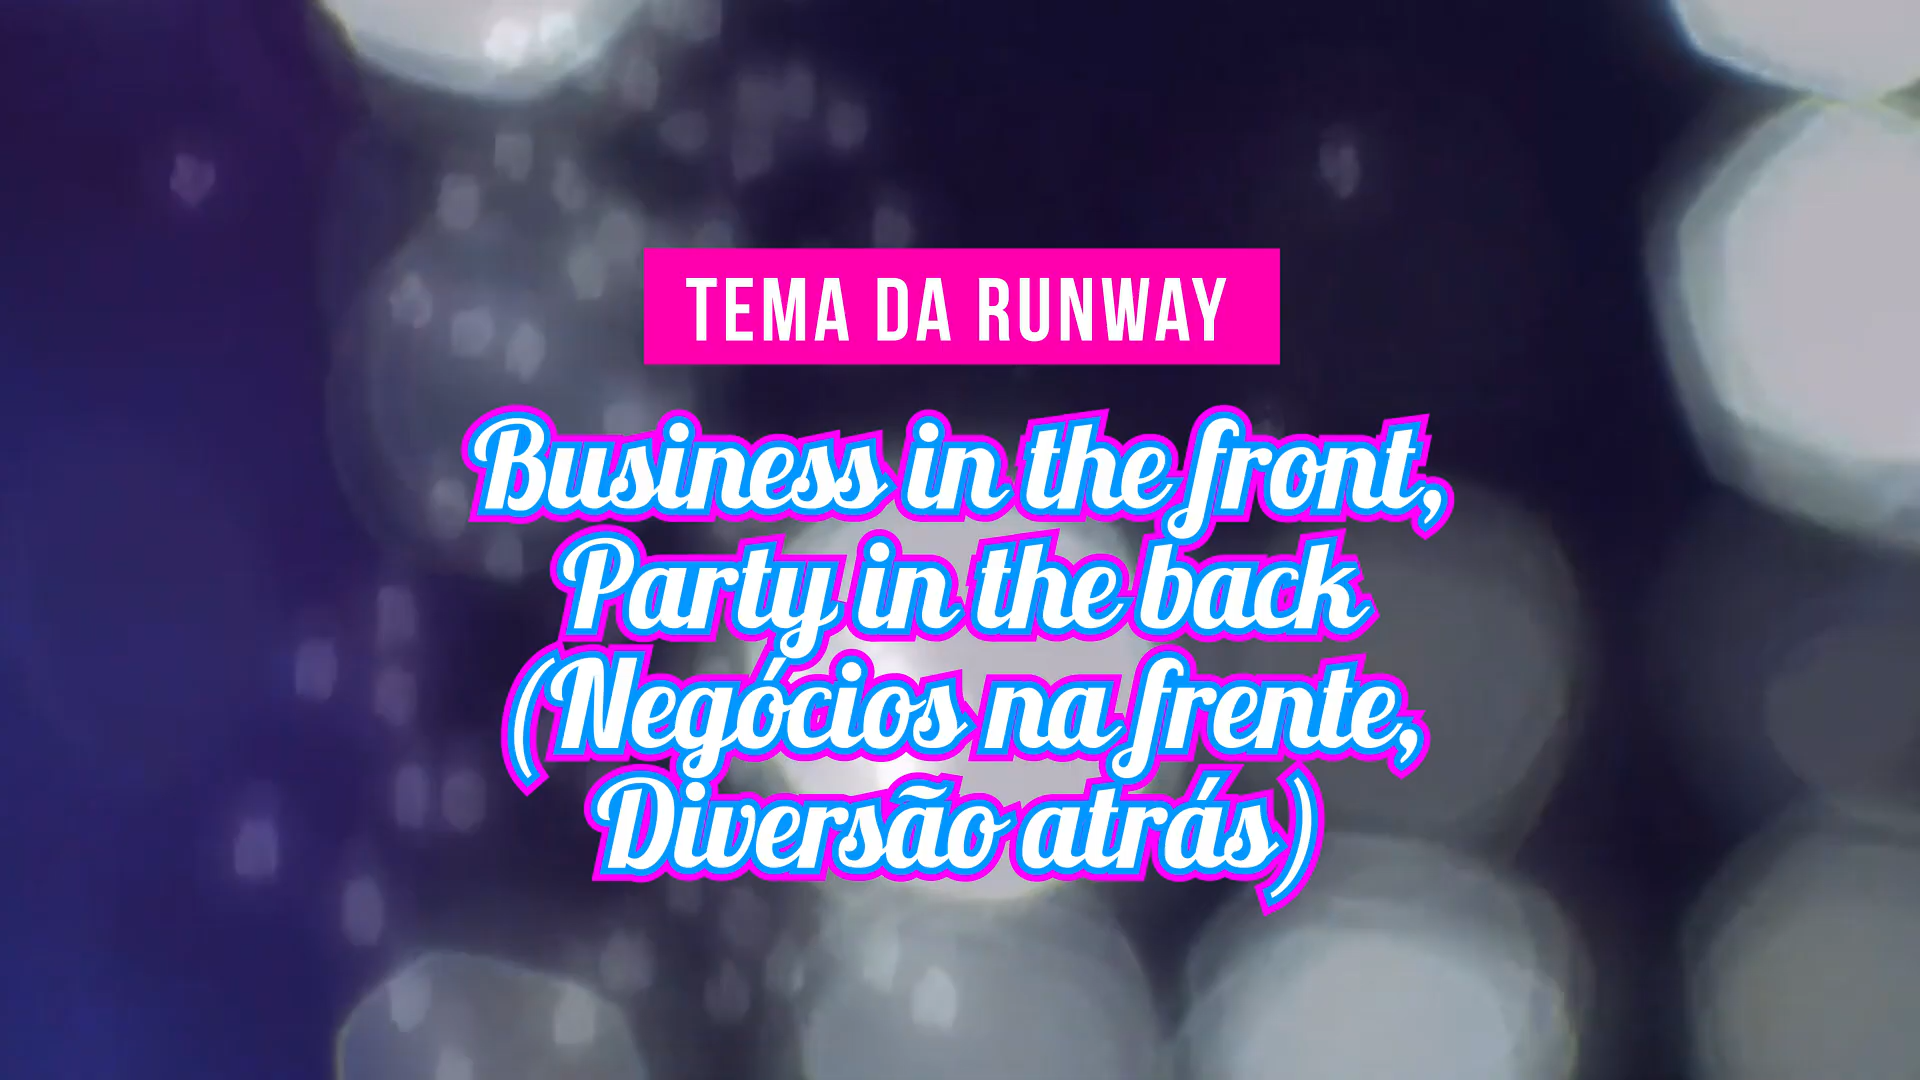 TEMA DA RUNWAY
Business in the front,
Party in the back
(Negócios na frente,
Diversão atrás)